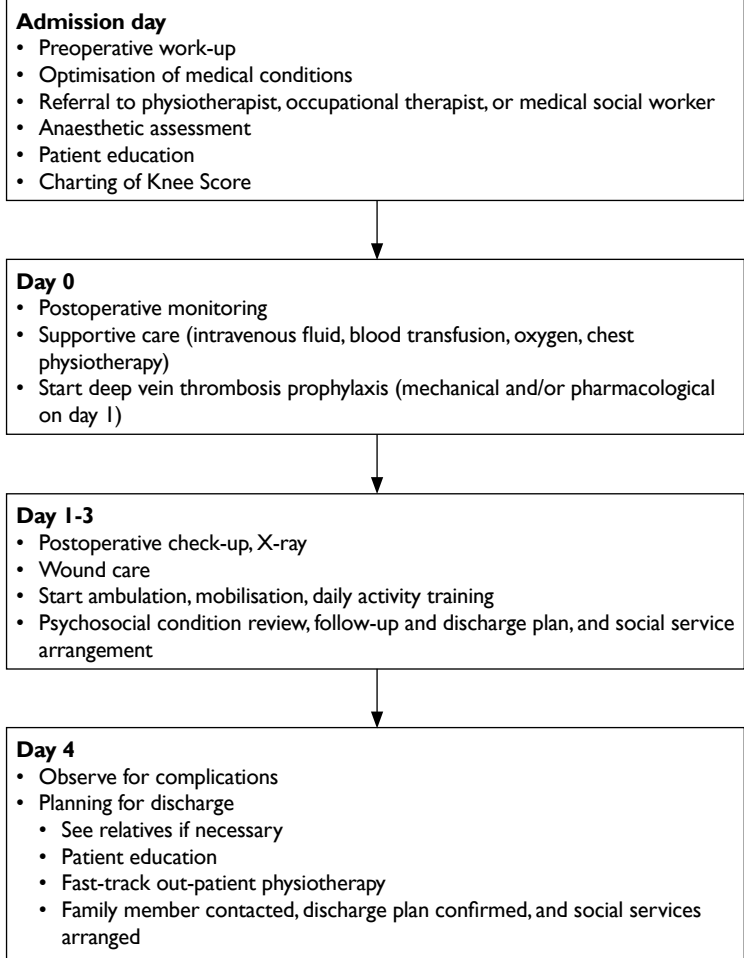 Admission day
• Preoperative work-up
• Optimisation of medical conditions
• Referral to physiotherapist, occupational therapist, or medical social worker
• Anaesthetic assessment
• Patient education
• Charting of Knee Score
Day 0
• Postoperative monitoring
• Supportive care (intravenous fluid, blood transfusion, oxygen, chest
physiotherapy)
• Start deep vein thrombosis prophylaxis (mechanical and/or pharmacological
on day 1)
Day 1-3
• Postoperative check-up, X-ray
• Wound care
• Start ambulation, mobilisation, daily activity training
• Psychosocial condition review, follow-up and discharge plan, and social service
arrangement
Day 4
• Observe for complications
• Planning for discharge
• See relatives if necessary
• Patient education
• Fast-track out-patient physiotherapy
• Family member contacted, discharge plan confirmed, and social services
arranged